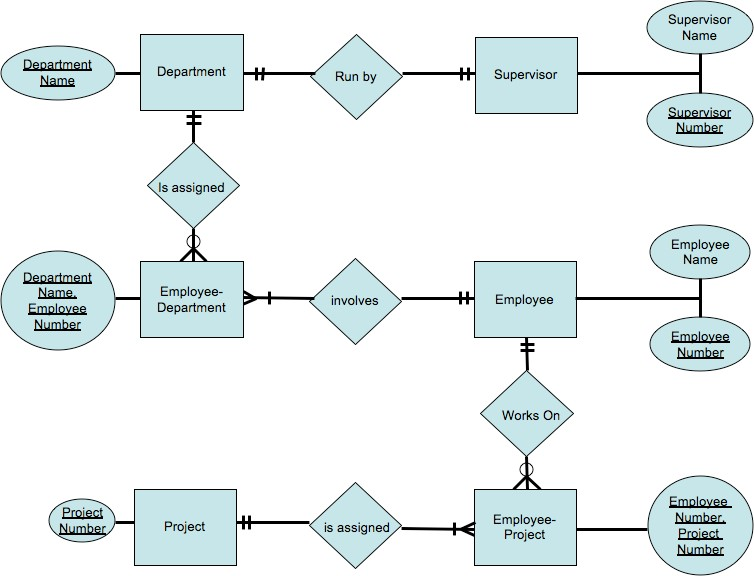 Supervisor
Name
Department
Name
Department
Run by
Supervisor
Supervisor
Number
Is assigned
Employee
Name
Department
Name,
Employee
Number
Employee-
Department
involves
Employee
Employee
Number
Works On
Project
Number
Project
is assigned
Employee-
Project
Employee
Number,
Project
Number